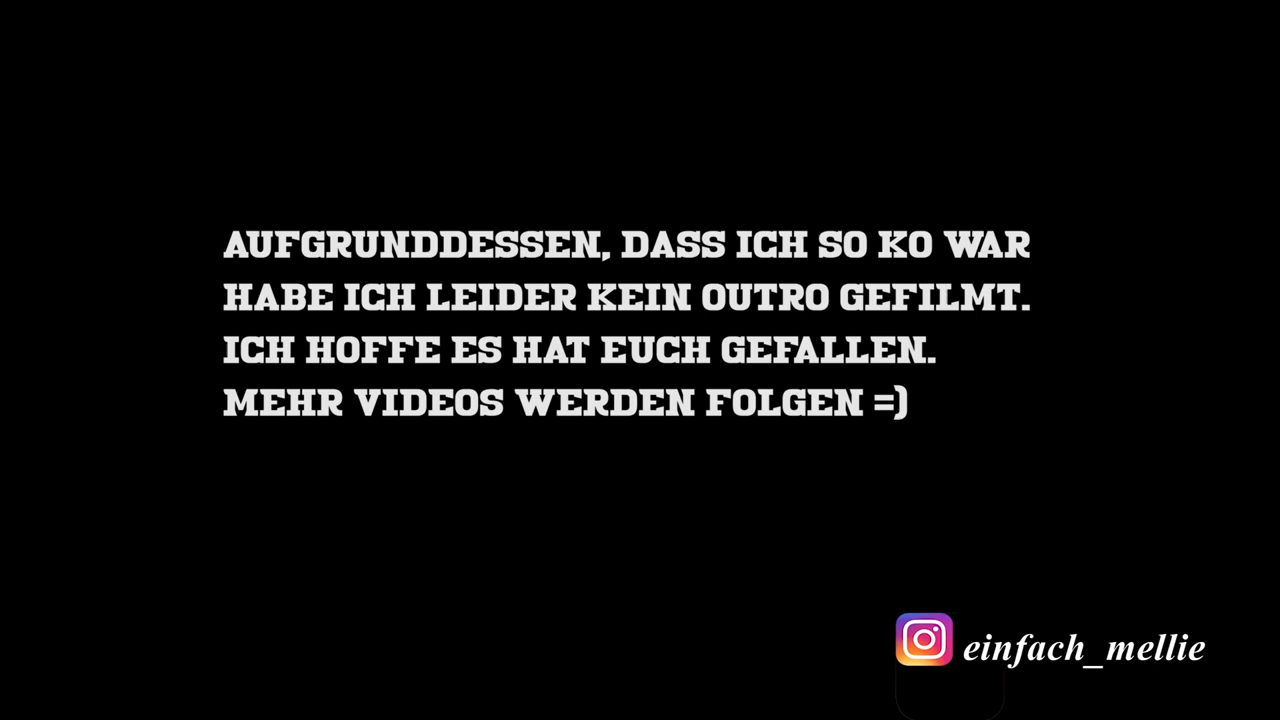 AUFGRUNDDESSEN, DASS ICH SO KO WAR
HABE ICH LEIDER KEIN OUTRO GEFILMT.
ICH HOFFE ES HAT EUCH GEFALLEN.
MEHR VIDEOS WERDEN FOLGEN =)
einfach_mellie